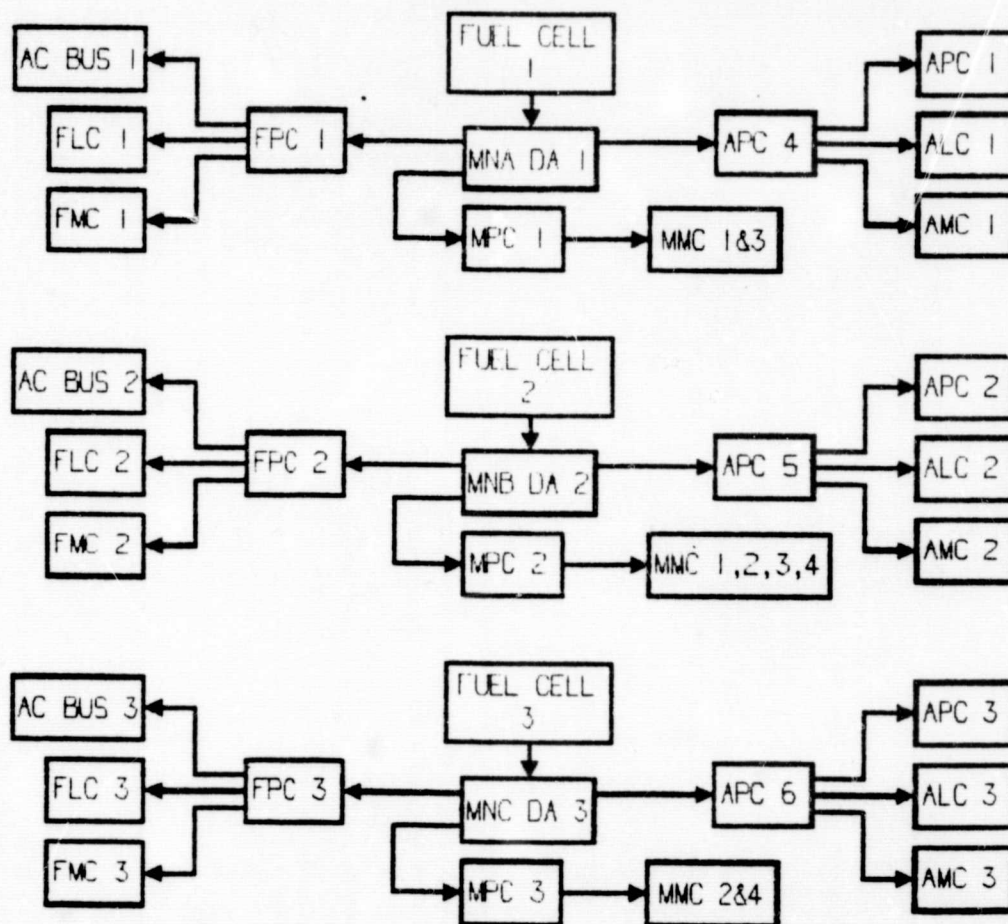 FUEL CELL
1
AC BUS 1
APC 1
FLC 1
FPC 1
MNA DA 1
APC 4
ALC 1
FMC 1
MPC 1
MMC 1&3
AMC 1
FUEL CELL
2
AC BUS 2
APC 2
FLC 2
FPC 2
MNB DA 2
APC 5
ALC 2
FMC 2
MPC 2
MMC 1,2,3,4
AMC 2
FUEL CELL
3
AC BUS 3
APC 3
FLC 3
FPC 3
MNC DA 3
APC 6
ALC 3
FMC 3
MPC 3
MMC 2&4
AMC 3